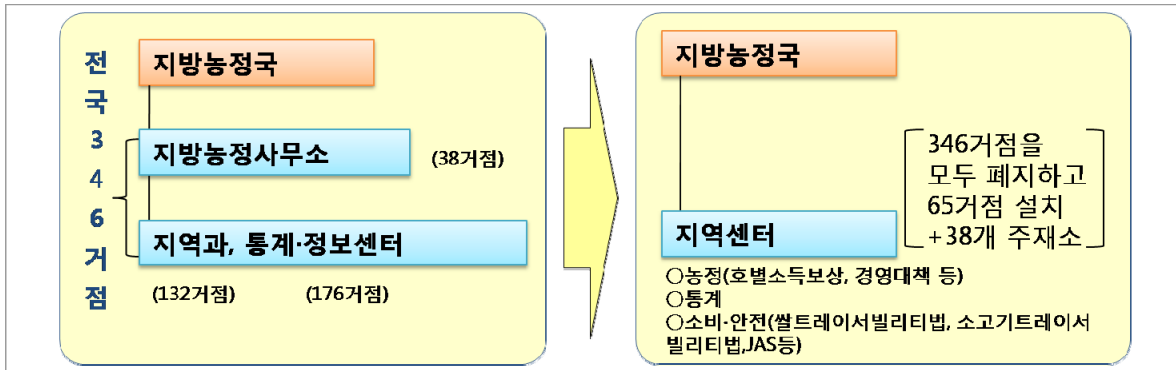 전국346거점
지방농정국
지방농정사무소
(38거점)
지역과, 통계·정보센터
(132거점)
(176거점)
지방농정국
346거점을
모두 폐지하고
65거점 설치
+38개 주재소
지역센터
○농정(호별소득보상, 경영대책 등)
○통계
○소비·안전(쌀트레이서빌리티법, 소고기트레이서
빌리티법,JAS등)